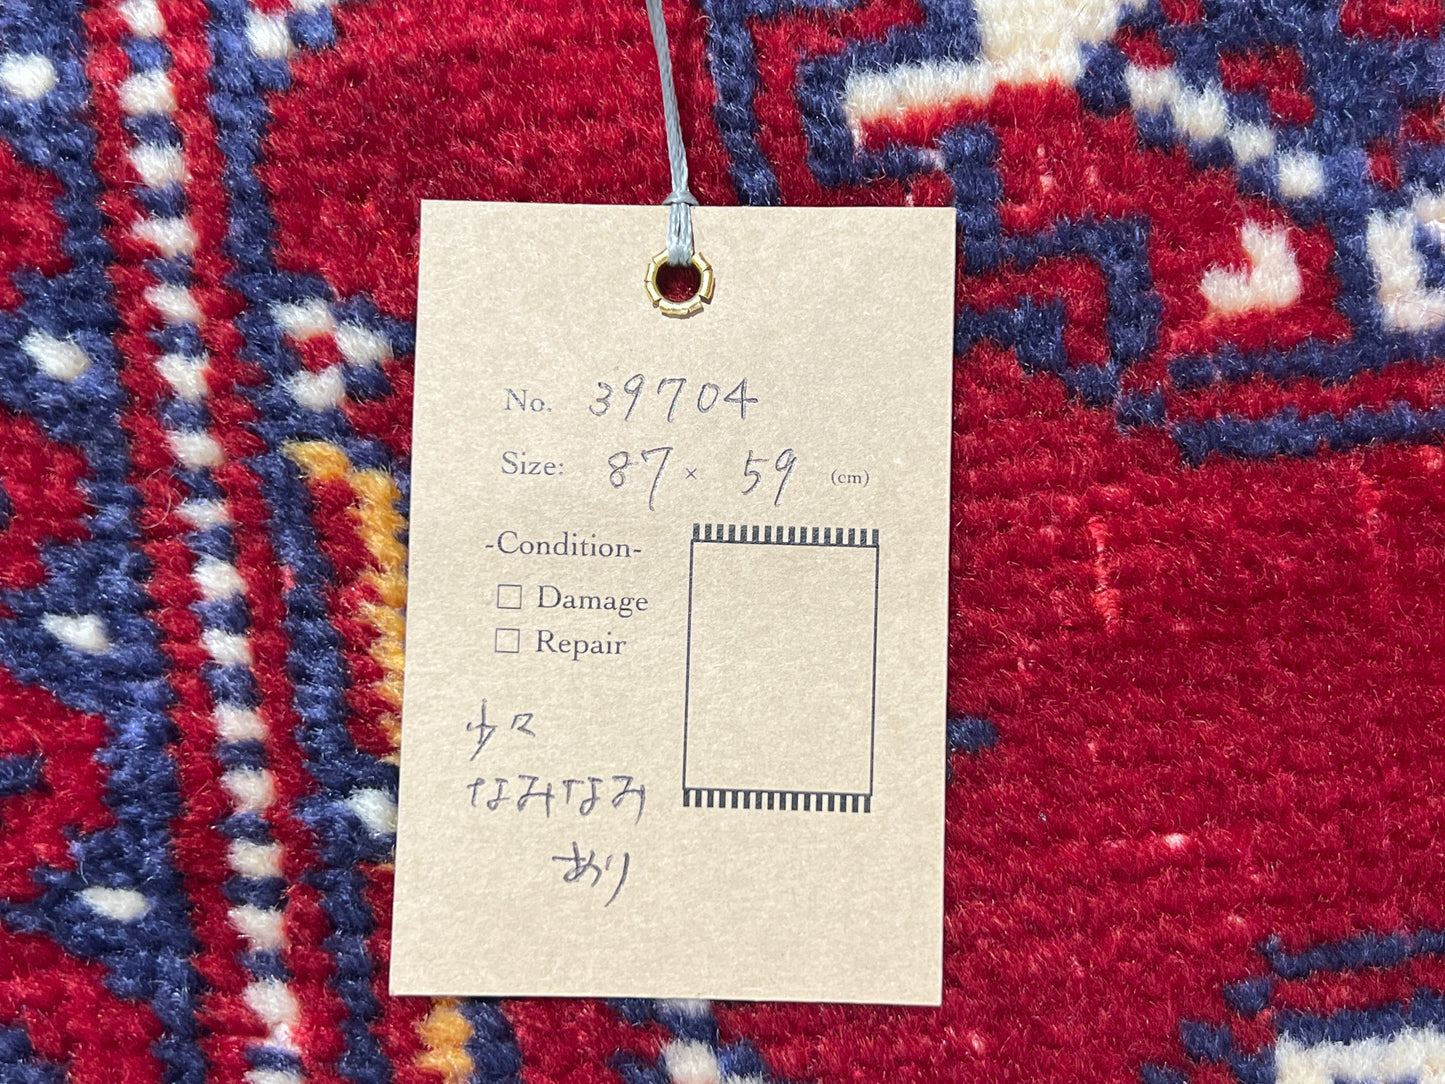 No. 39704
Size: 87 × 59 (cm)
-Condition-
□ Damage
□ Repair
少々
なみなみ
あり